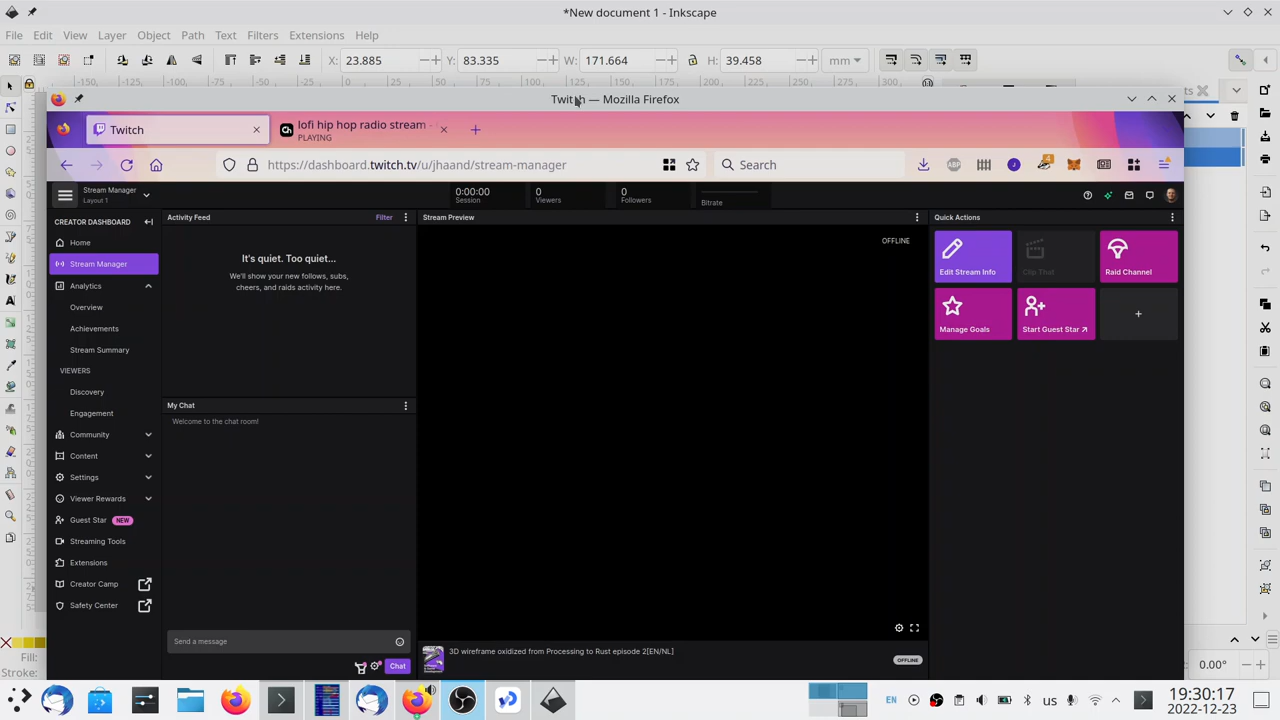 *New document 1 - Inkscape
File Edit View Layer Object Path Text Filters Extensions Help
X: 23.885 Y: 83.335 W: 171.664 H: 39.458 mm
Twitch — Mozilla Firefox
Twitch
lofi hip hop radio stream -
PLAYING
https://dashboard.twitch.tv/u/jhaand/stream-manager
Search
Stream Manager
Layout 1
0:00:00
Session
0
Viewers
0
Followers
Bitrate
CREATOR DASHBOARD
Home
Stream Manager
Analytics
Overview
Achievements
Stream Summary
VIEWERS
Discovery
Engagement
Community
Content
Settings
Viewer Rewards
Guest Star NEW
Streaming Tools
Extensions
Creator Camp
Safety Center
Activity Feed Filter
It's quiet. Too quiet...
We'll show your new follows, subs,
cheers, and raids activity here.
My Chat
Welcome to the chat room!
Send a message
Chat
Stream Preview
OFFLINE
3D wireframe oxidized from Processing to Rust episode 2[EN/NL]
OFFLINE
Quick Actions
Edit Stream Info
Clip That
Raid Channel
Manage Goals
Start Guest Star
Fill:
Stroke:
0.00°
EN
us
19:30:17
2022-12-23